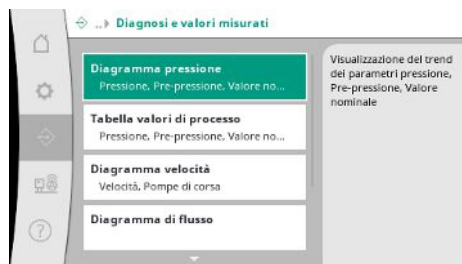 ..▸ Diagnosi e valori misurati
Diagramma pressione
Pressione, Pre-pressione, Valore no...
Tabella valori di processo
Pressione, Pre-pressione, Valore no...
Diagramma velocità
Velocità, Pompe di corsa
Diagramma di flusso
Visualizzazione del trend
dei parametri pressione,
Pre-pressione, Valore
nominale